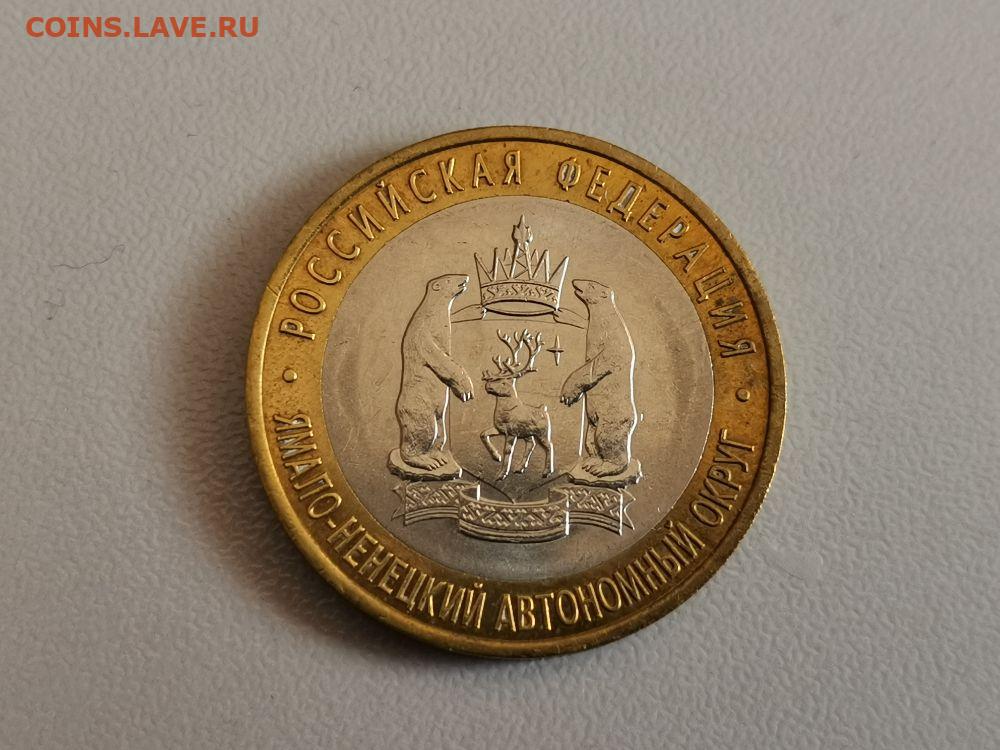 COINS.LAVE.RU
• РОССИЙСКАЯ ФЕДЕРАЦИЯ •
ЯМАЛО-НЕНЕЦКИЙ АВТОНОМНЫЙ ОКРУГ